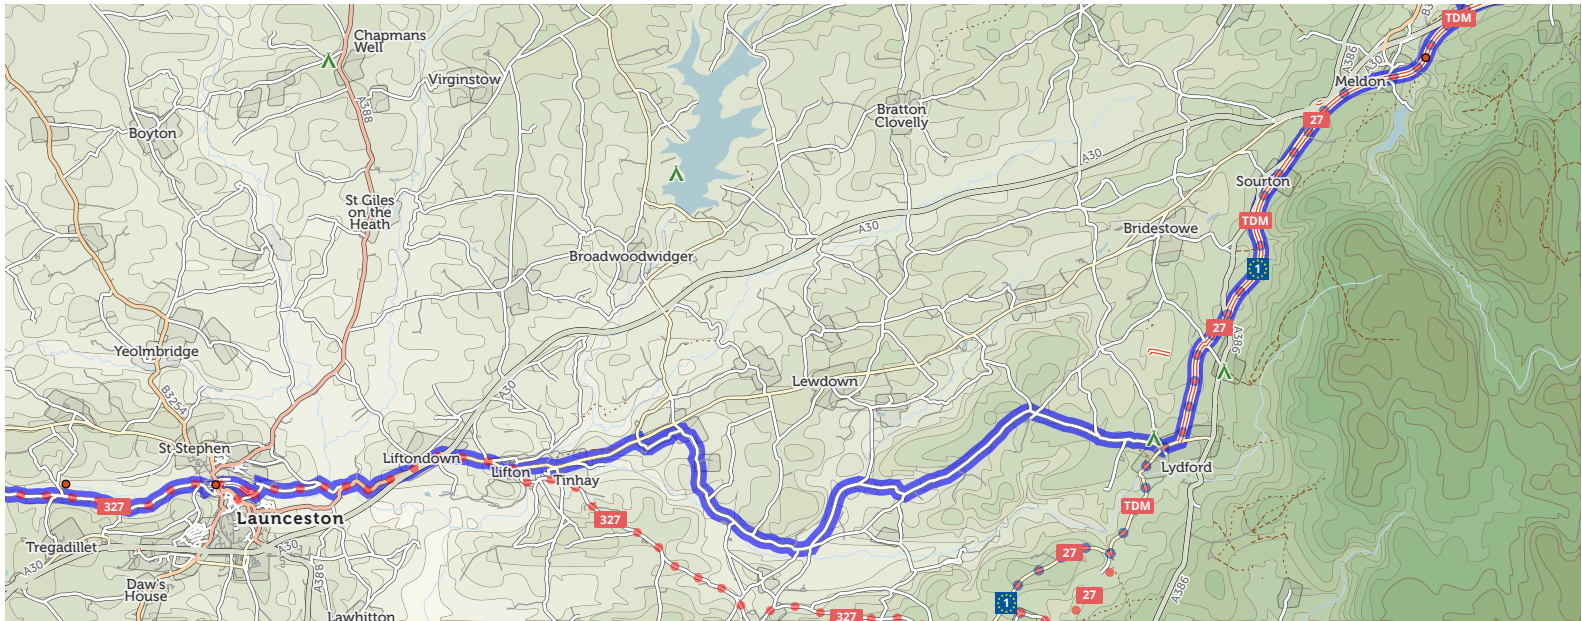 TDM
B3
Chapmans
Well
A386
A30
Meldon
Virginstow
A388
Bratton
Clovelly
27
Boyton
A30
Sourton
St Giles
on the
Heath
TDM
A30
Bridestowe
Broadwoodwidger
1
27
A386
Yeolmbridge
A30
Lewdown
B3254
St Stephen
Liftondown
Lifton
Tinhay
Lydford
327
TDM
Launceston
327
Tregadillet
A30
27
A30
A388
Daw's
House
A386
27
1
Lawhitton
327